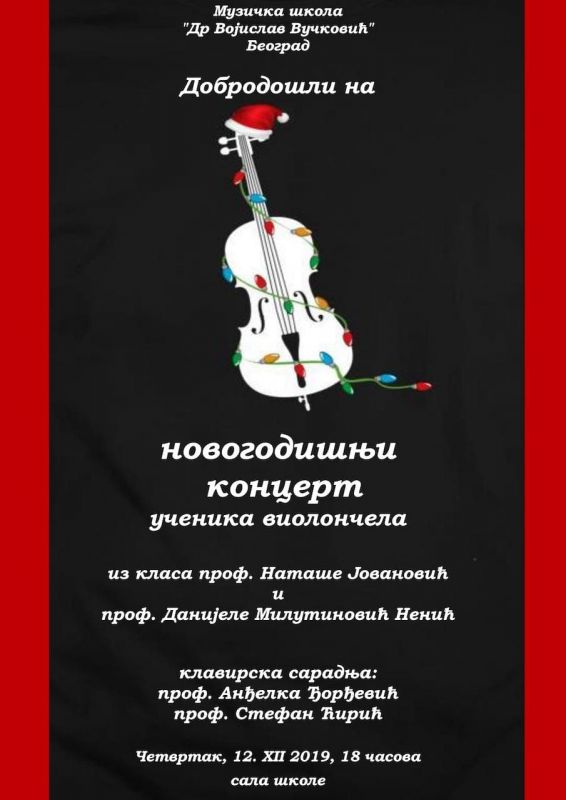 Музичка школа
"Др Војислав Вучковић"
Београд
Добродошли на
новогодишњи
концерт
ученика виолончела
из класа проф. Наташе Јовановић
и
проф. Данијеле Милутиновић Ненић
клавирска сарадња:
проф. Анђелка Ђорђевић
проф. Стефан Ћирић
Четвртак, 12. XII 2019, 18 часова
сала школе